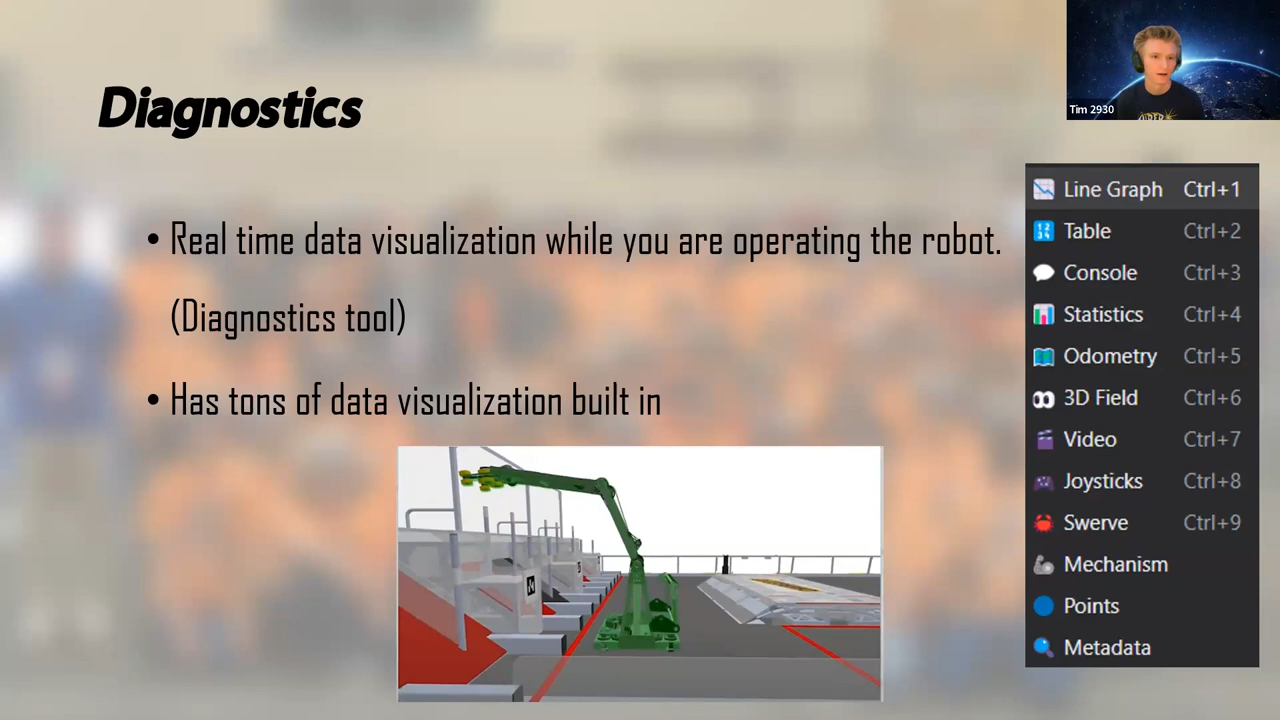 Diagnostics
Tim 2930
• Real time data visualization while you are operating the robot.
(Diagnostics tool)
• Has tons of data visualization built in
Line Graph Ctrl+1
Table Ctrl+2
Console Ctrl+3
Statistics Ctrl+4
Odometry Ctrl+5
3D Field Ctrl+6
Video Ctrl+7
Joysticks Ctrl+8
Swerve Ctrl+9
Mechanism
Points
Metadata